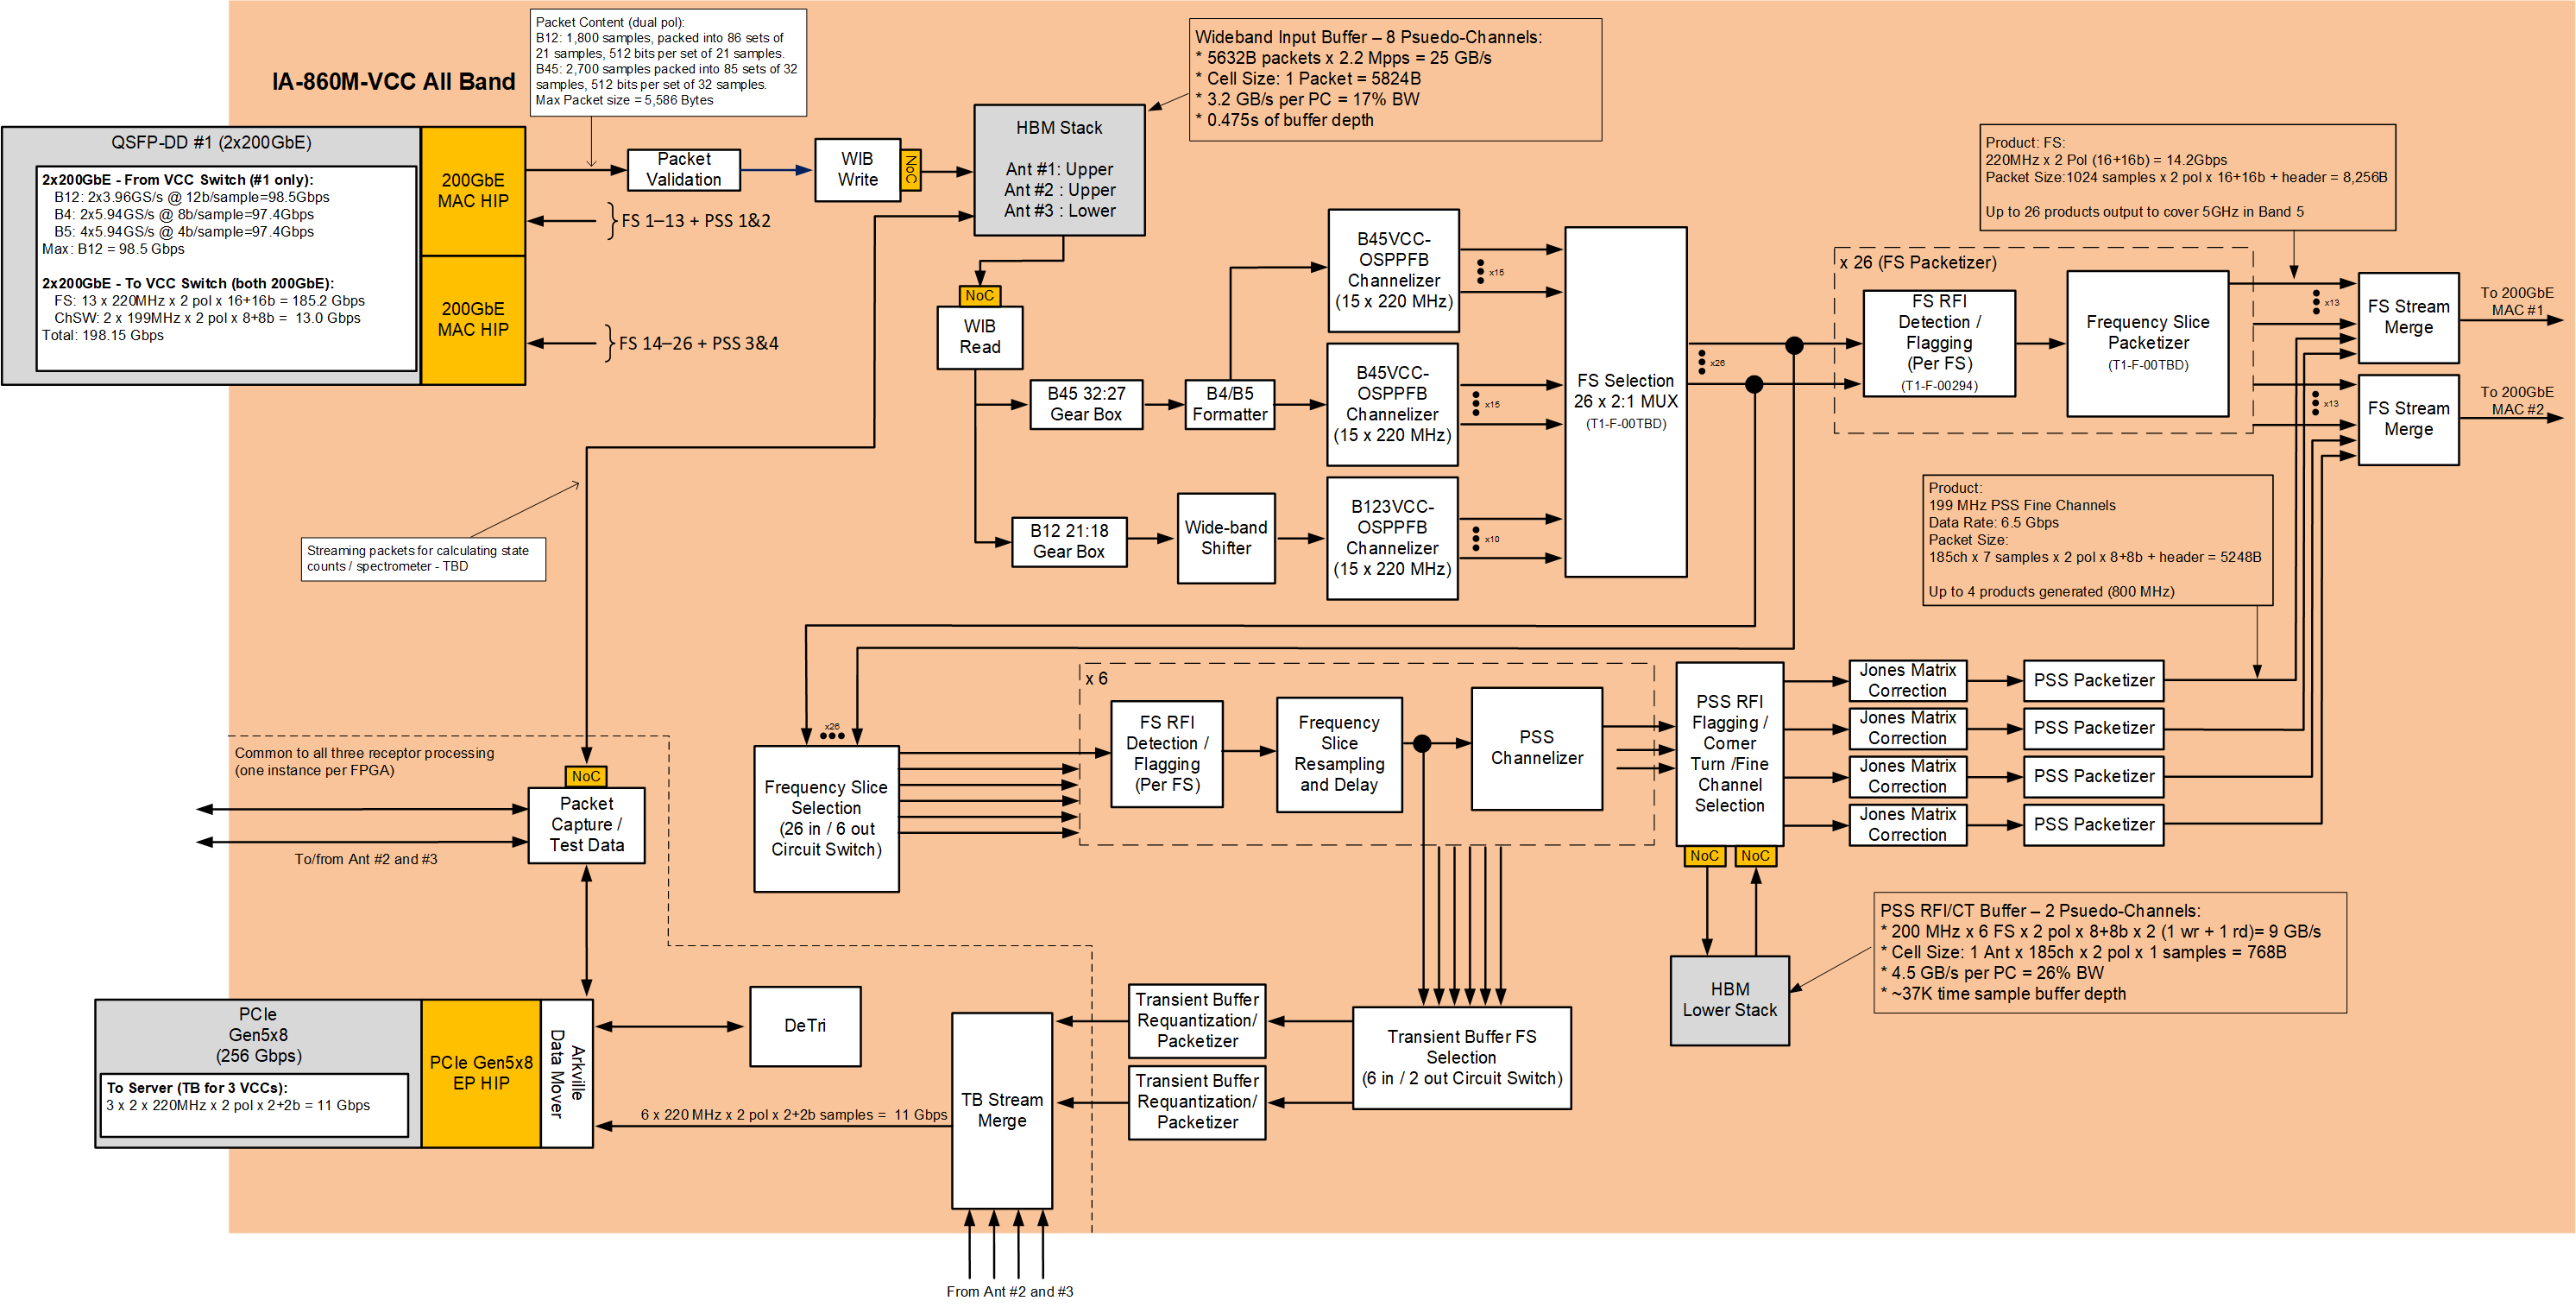 IA-860M-VCC All Band
Packet Content (dual pol):
B12: 1,800 samples, packed into 86 sets of
21 samples, 512 bits per set of 21 samples.
B45: 2,700 samples packed into 85 sets of 32
samples, 512 bits per set of 32 samples.
Max Packet size = 5,586 Bytes
Wideband Input Buffer – 8 Psuedo-Channels:
* 5632B packets x 2.2 Mpps = 25 GB/s
* Cell Size: 1 Packet = 5824B
* 3.2 GB/s per PC = 17% BW
* 0.475s of buffer depth
QSFP-DD #1 (2x200GbE)
2x200GbE - From VCC Switch (#1 only):
B12: 2x3.96GS/s @ 12b/sample=98.5Gbps
B4: 2x5.94GS/s @ 8b/sample=97.4Gbps
B5: 4x5.94GS/s @ 4b/sample=97.4Gbps
Max: B12 = 98.5 Gbps
2x200GbE - To VCC Switch (both 200GbE):
FS: 13 x 220MHz x 2 pol x 16+16b = 185.2 Gbps
ChSW: 2 x 199MHz x 2 pol x 8+8b = 13.0 Gbps
Total: 198.15 Gbps
200GbE
MAC HIP
200GbE
MAC HIP
FS 1–13 + PSS 1&2
FS 14–26 + PSS 3&4
Packet
Validation
WIB
Write
NoC
HBM Stack
Ant #1: Upper
Ant #2 : Upper
Ant #3 : Lower
NoC
WIB
Read
B45 32:27
Gear Box
B4/B5
Formatter
B12 21:18
Gear Box
Wide-band
Shifter
B45VCC-
OSPPFB
Channelizer
(15 x 220 MHz)
x15
B45VCC-
OSPPFB
Channelizer
(15 x 220 MHz)
x15
B123VCC-
OSPPFB
Channelizer
(15 x 220 MHz)
x10
FS Selection
26 x 2:1 MUX
(T1-F-00TBD)
x26
Product: FS:
220MHz x 2 Pol (16+16b) = 14.2Gbps
Packet Size:1024 samples x 2 pol x 16+16b + header = 8,256B
Up to 26 products output to cover 5GHz in Band 5
x 26 (FS Packetizer)
FS RFI
Detection /
Flagging
(Per FS)
(T1-F-00294)
Frequency Slice
Packetizer
(T1-F-00TBD)
x13
x13
FS Stream
Merge
FS Stream
Merge
To 200GbE
MAC #1
To 200GbE
MAC #2
Product:
199 MHz PSS Fine Channels
Data Rate: 6.5 Gbps
Packet Size:
185ch x 7 samples x 2 pol x 8+8b + header = 5248B
Up to 4 products generated (800 MHz)
Streaming packets for calculating state
counts / spectrometer - TBD
Common to all three receptor processing
(one instance per FPGA)
NoC
Packet
Capture /
Test Data
To/from Ant #2 and #3
x26
Frequency Slice
Selection
(26 in / 6 out
Circuit Switch)
x 6
FS RFI
Detection /
Flagging
(Per FS)
Frequency
Slice
Resampling
and Delay
PSS
Channelizer
PSS RFI
Flagging /
Corner
Turn /Fine
Channel
Selection
NoC
NoC
Jones Matrix
Correction
PSS Packetizer
Jones Matrix
Correction
PSS Packetizer
Jones Matrix
Correction
PSS Packetizer
Jones Matrix
Correction
PSS Packetizer
HBM
Lower Stack
PSS RFI/CT Buffer – 2 Psuedo-Channels:
* 200 MHz x 6 FS x 2 pol x 8+8b x 2 (1 wr + 1 rd)= 9 GB/s
* Cell Size: 1 Ant x 185ch x 2 pol x 1 samples = 768B
* 4.5 GB/s per PC = 26% BW
* ~37K time sample buffer depth
PCIe
Gen5x8
(256 Gbps)
To Server (TB for 3 VCCs):
3 x 2 x 220MHz x 2 pol x 2+2b = 11 Gbps
PCIe Gen5x8
EP HIP
Arkville
Data Mover
DeTri
6 x 220 MHz x 2 pol x 2+2b samples = 11 Gbps
TB Stream
Merge
Transient Buffer
Requantization/
Packetizer
Transient Buffer
Requantization/
Packetizer
Transient Buffer FS
Selection
(6 in / 2 out Circuit Switch)
From Ant #2 and #3